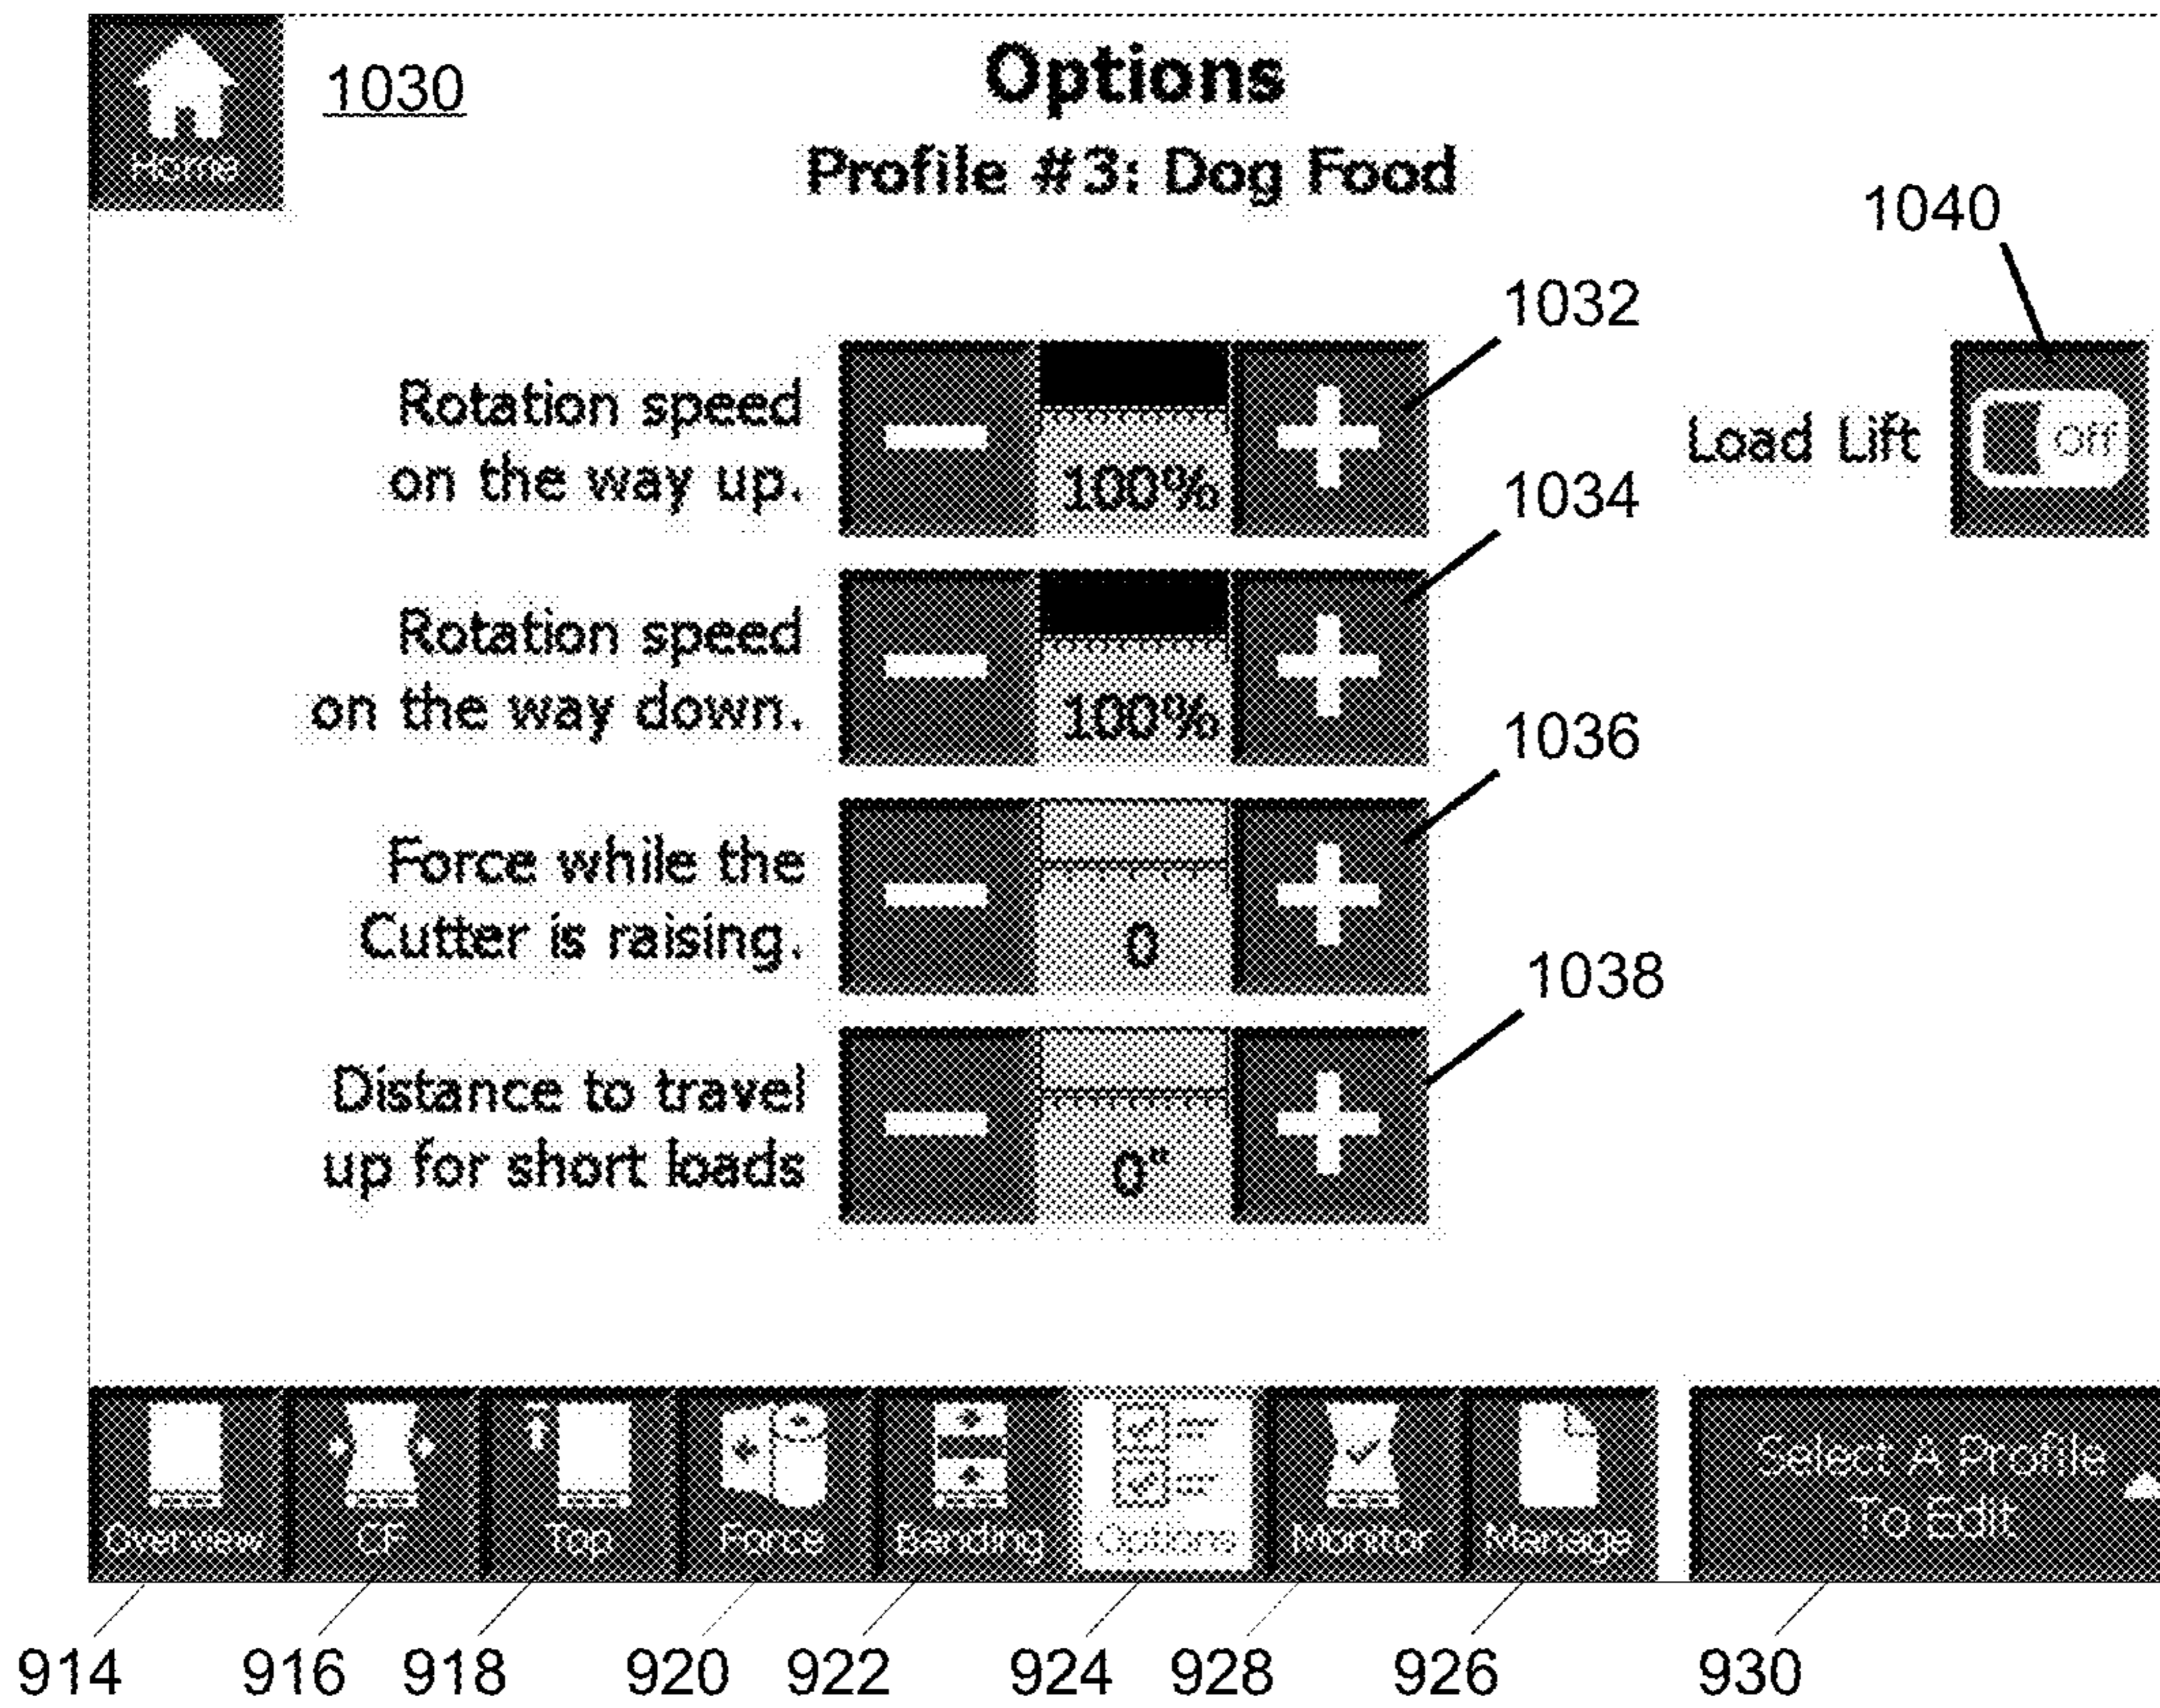 1030
Options
Home
Profile #3: Dog Food
1040
1032
Rotation speed
on the way up.
100%
Load Lift
off
1034
Rotation speed
on the way down.
100%
1036
Force while the
Cutter is raising.
0
1038
Distance to travel
up for short loads
0"
Overview
CF
Top
Force
Banding
Options
Monitor
Manage
Select A Profile
To Edit
914 916 918 920 922 924 928 926 930